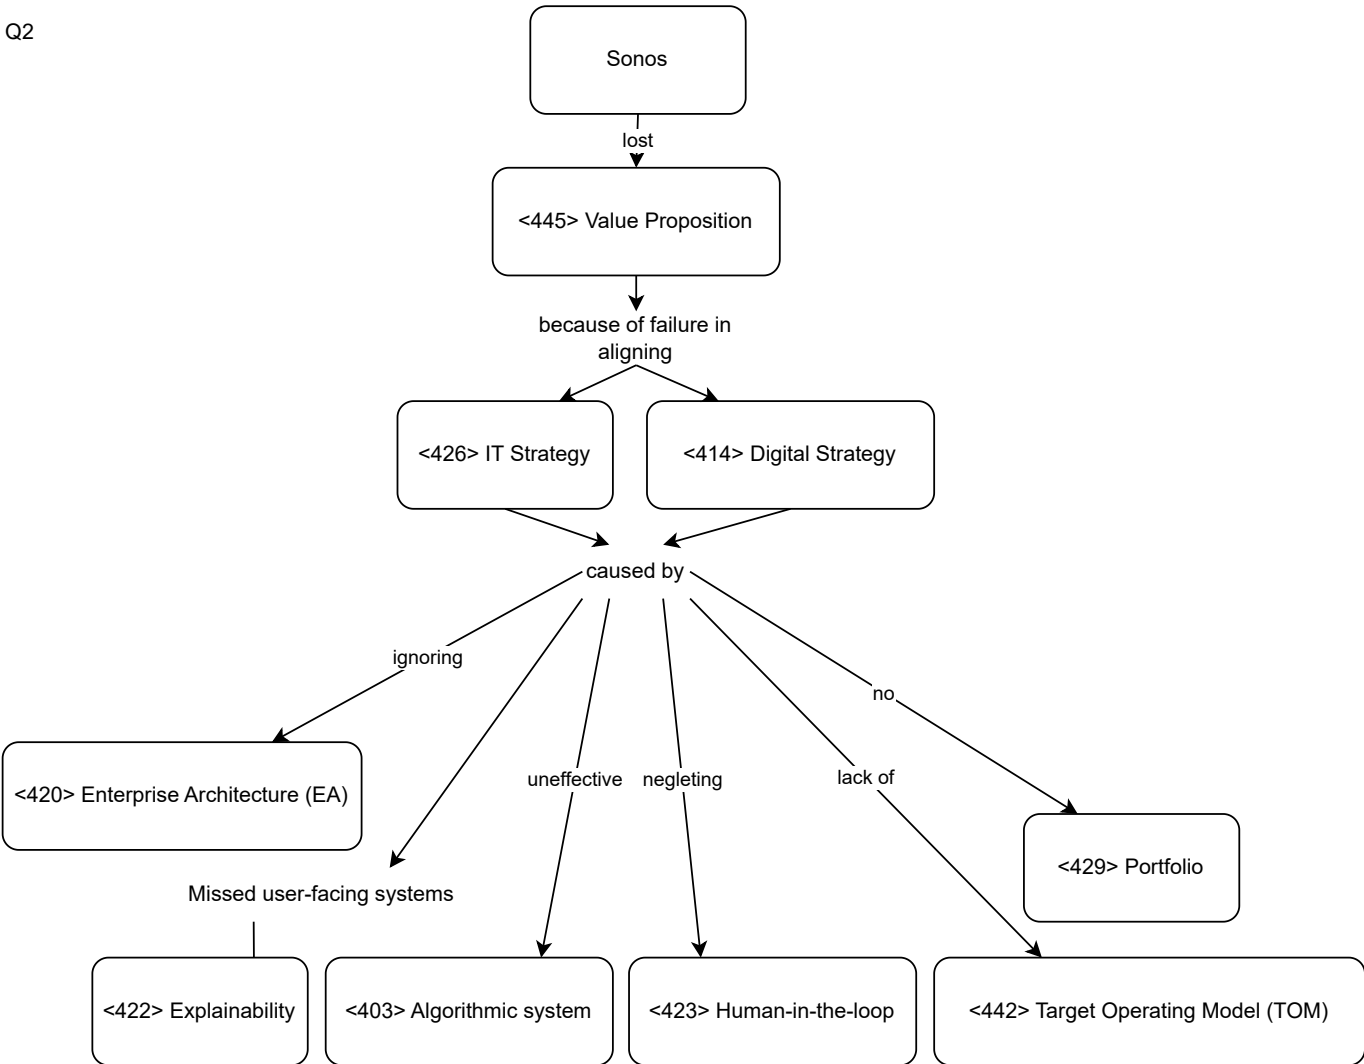 Q2
Sonos
lost
<445> Value Proposition
because of failure in
aligning
<426> IT Strategy
<414> Digital Strategy
caused by
ignoring
no
uneffective
negleting
lack of
<420> Enterprise Architecture (EA)
<429> Portfolio
Missed user-facing systems
<422> Explainability
<403> Algorithmic system
<423> Human-in-the-loop
<442> Target Operating Model (TOM)